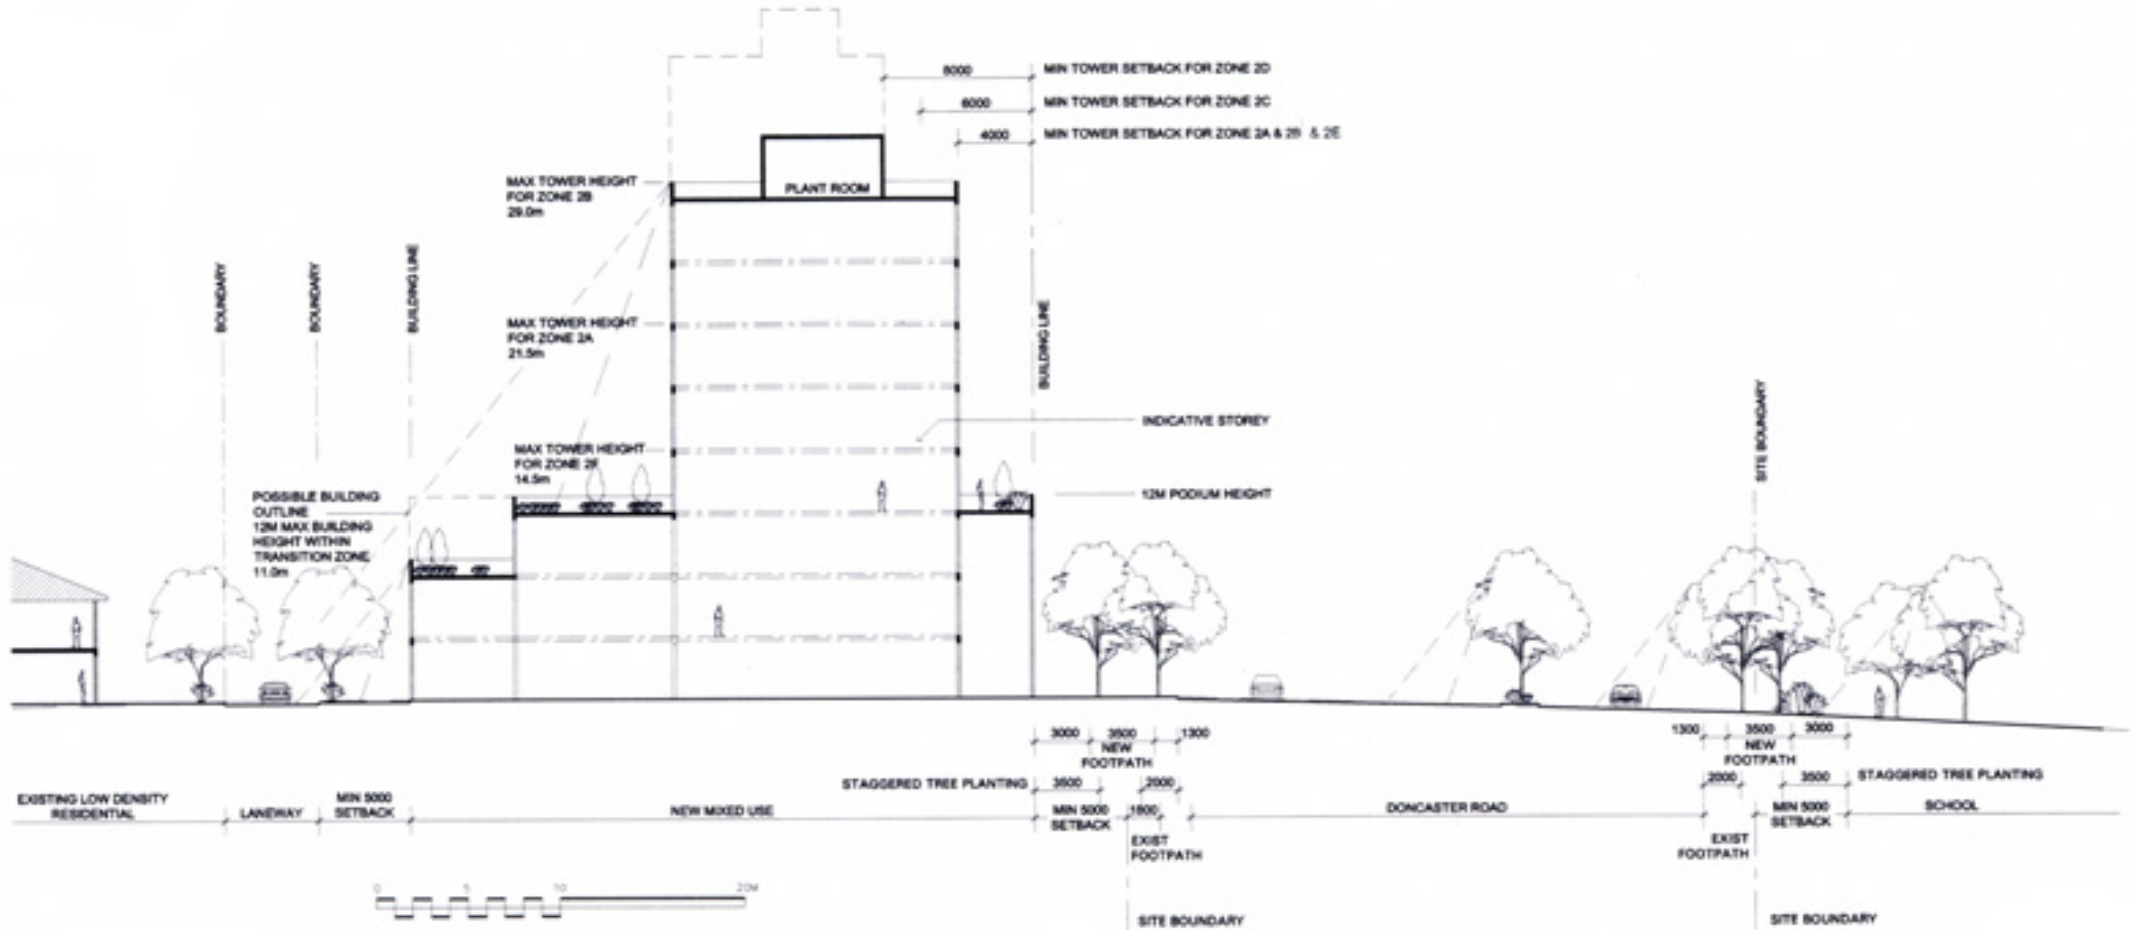 8000 MIN TOWER SETBACK FOR ZONE 2D
6000 MIN TOWER SETBACK FOR ZONE 2C
4000 MIN TOWER SETBACK FOR ZONE 2A & 2B & 2E
MAX TOWER HEIGHT
FOR ZONE 2B
29.0m
PLANT ROOM
BOUNDARY
BOUNDARY
BUILDING LINE
MAX TOWER HEIGHT
FOR ZONE 2A
21.5m
BUILDING LINE
SITE BOUNDARY
INDICATIVE STOREY
MAX TOWER HEIGHT
FOR ZONE 2F
14.5m
12M PODIUM HEIGHT
POSSIBLE BUILDING
OUTLINE
12M MAX BUILDING
HEIGHT WITHIN
TRANSITION ZONE
11.0m
3000 3500 1300
NEW
FOOTPATH
1300 3500 3000
NEW
FOOTPATH
STAGGERED TREE PLANTING 3500 2000
2000 3500 STAGGERED TREE PLANTING
EXISTING LOW DENSITY
RESIDENTIAL
LANEWAY
MIN 5000
SETBACK
NEW MIXED USE
MIN 5000
SETBACK
1800
EXIST
FOOTPATH
DONCASTER ROAD
EXIST
FOOTPATH
MIN 5000
SETBACK
SCHOOL
0 5 10 20M
SITE BOUNDARY
SITE BOUNDARY